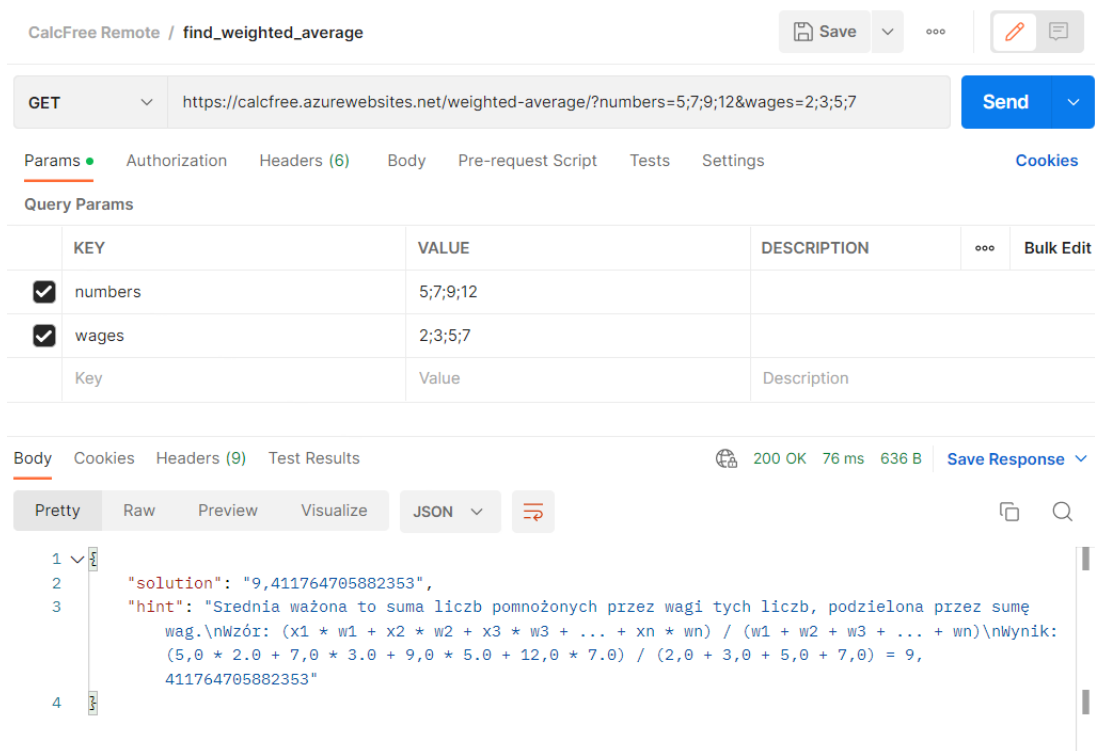 CalcFree Remote / find_weighted_average
Save
GET
https://calcfree.azurewebsites.net/weighted-average/?numbers=5;7;9;12&wages=2;3;5;7
Send
Params Authorization Headers (6) Body Pre-request Script Tests Settings Cookies
Query Params
KEY VALUE DESCRIPTION ooo Bulk Edit
numbers 5;7;9;12
wages 2;3;5;7
Key Value Description
Body Cookies Headers (9) Test Results 200 OK 76 ms 636 B Save Response
Pretty Raw Preview Visualize JSON
1 {
2 "solution": "9,411764705882353",
3 "hint": "Srednia ważona to suma liczb pomnożonych przez wagi tych liczb, podzielona przez sumę
wag.\nWzór: (x1 * w1 + x2 * w2 + x3 * w3 + ... + xn * wn) / (w1 + w2 + w3 + ... + wn)\nWynik:
(5,0 * 2.0 + 7,0 * 3.0 + 9,0 * 5.0 + 12,0 * 7.0) / (2,0 + 3,0 + 5,0 + 7,0) = 9,
411764705882353"
4 }